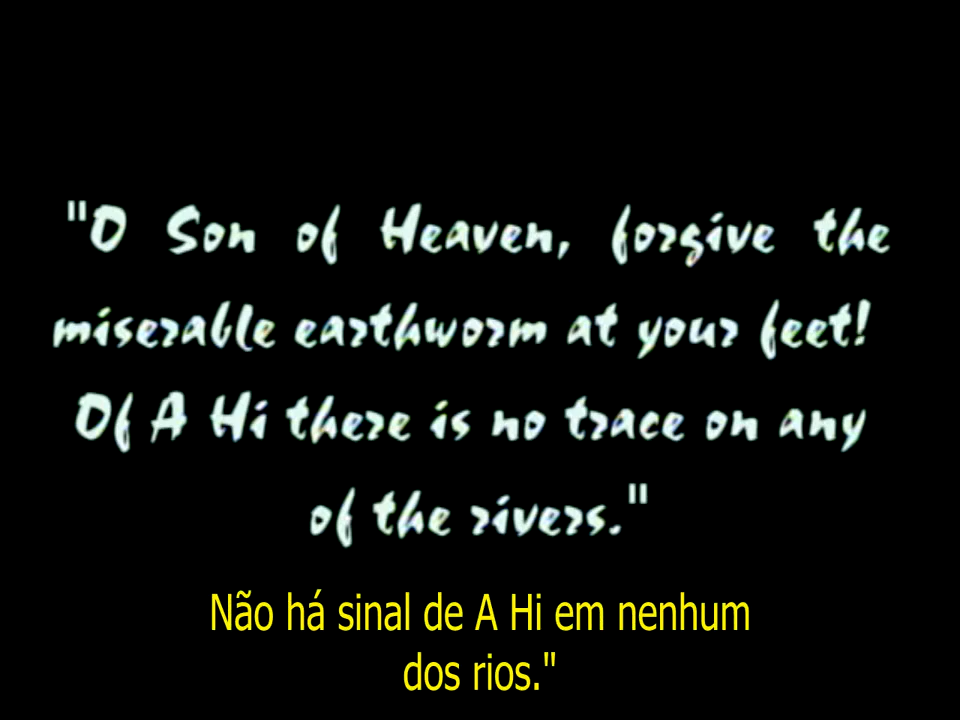 "O Son of Heaven, forgive the
miserable earthworm at your feet!
Of A Hi there is no trace on any
of the rivers."
Não há sinal de A Hi em nenhum
dos rios."